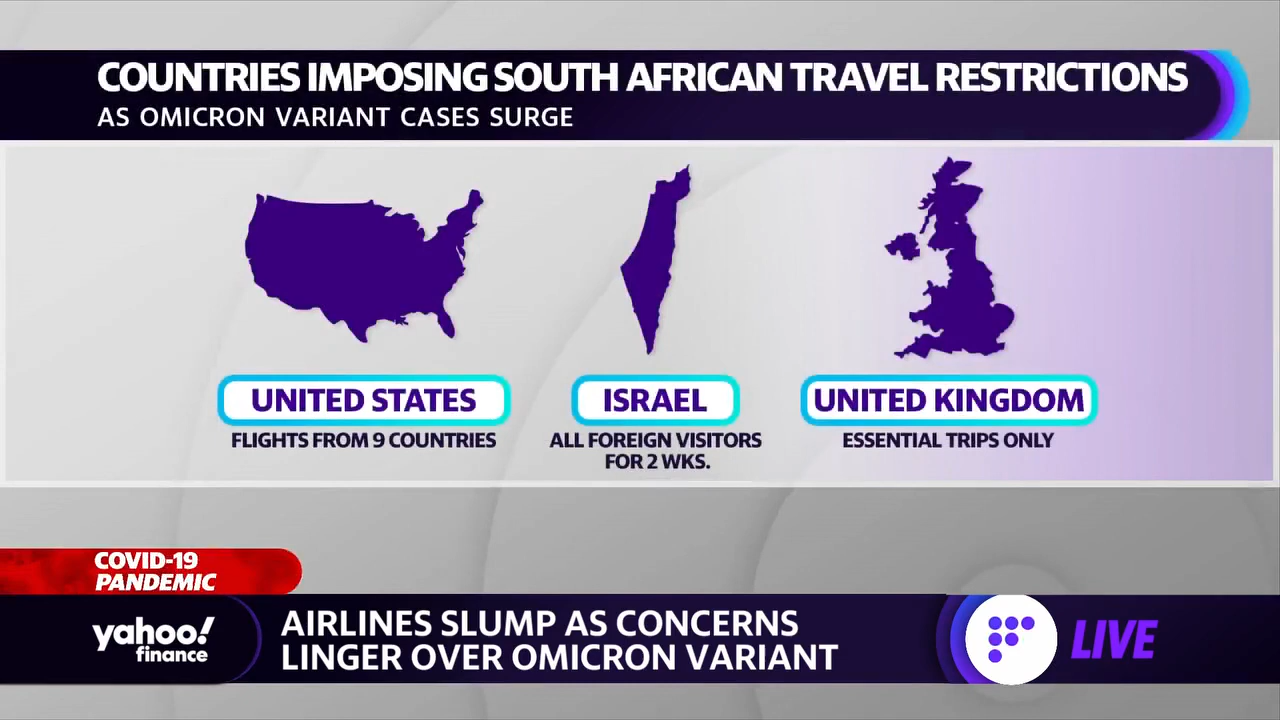 COUNTRIES IMPOSING SOUTH AFRICAN TRAVEL RESTRICTIONS
AS OMICRON VARIANT CASES SURGE
UNITED STATES
FLIGHTS FROM 9 COUNTRIES
ISRAEL
ALL FOREIGN VISITORS
FOR 2 WKS.
UNITED KINGDOM
ESSENTIAL TRIPS ONLY
COVID-19
PANDEMIC
yahoo!
finance
AIRLINES SLUMP AS CONCERNS
LINGER OVER OMICRON VARIANT
LIVE